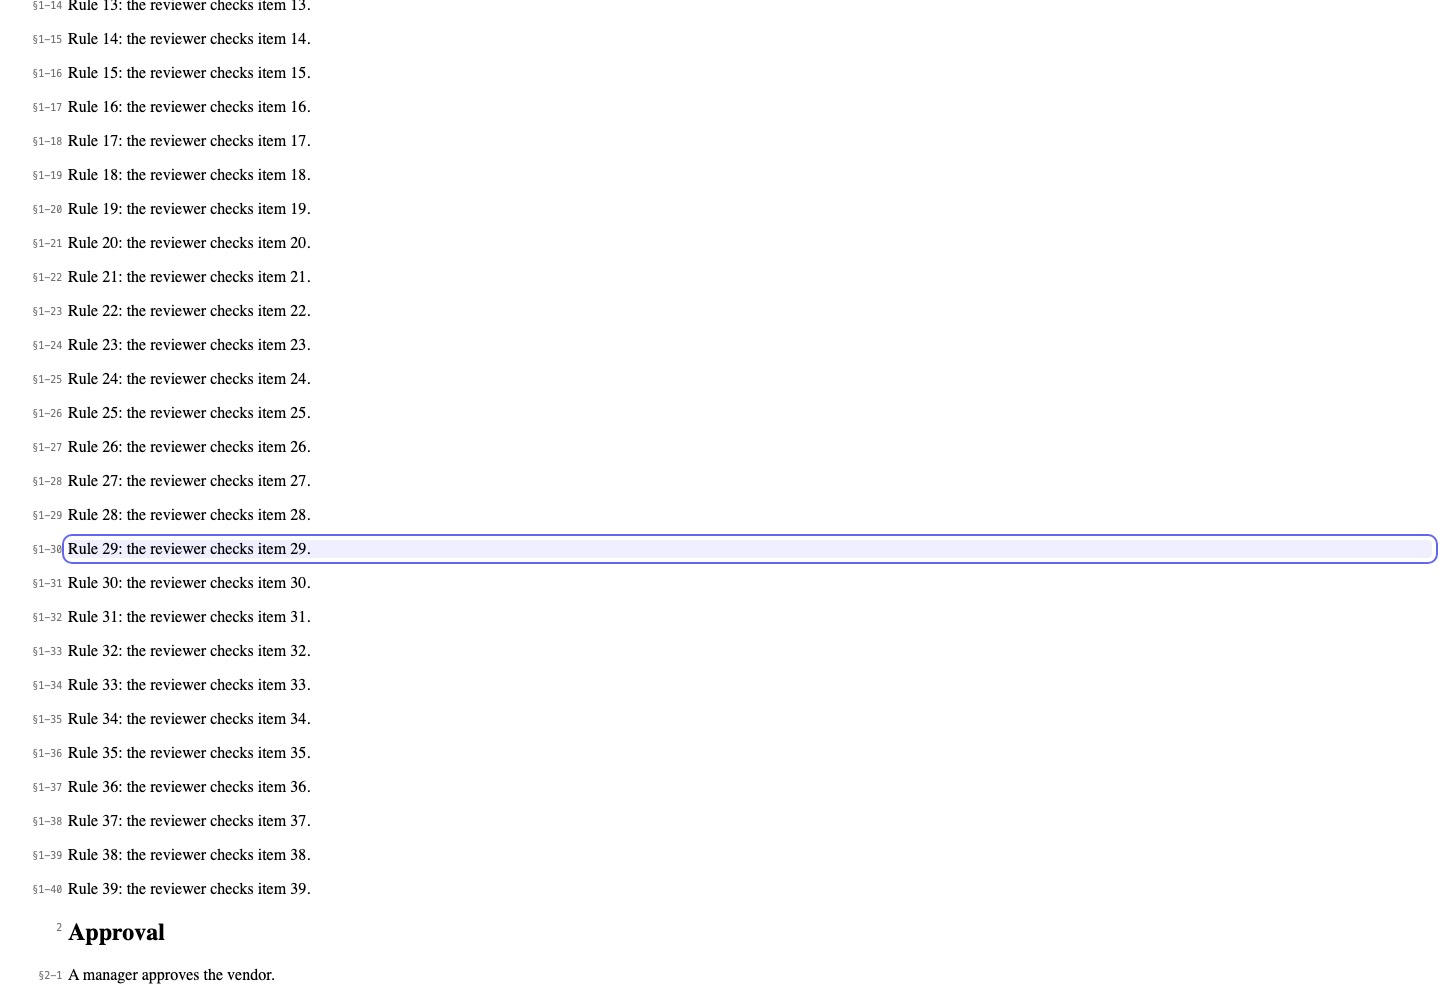 §1-14 Rule 13: the reviewer checks item 13.
§1-15 Rule 14: the reviewer checks item 14.
§1-16 Rule 15: the reviewer checks item 15.
§1-17 Rule 16: the reviewer checks item 16.
§1-18 Rule 17: the reviewer checks item 17.
§1-19 Rule 18: the reviewer checks item 18.
§1-20 Rule 19: the reviewer checks item 19.
§1-21 Rule 20: the reviewer checks item 20.
§1-22 Rule 21: the reviewer checks item 21.
§1-23 Rule 22: the reviewer checks item 22.
§1-24 Rule 23: the reviewer checks item 23.
§1-25 Rule 24: the reviewer checks item 24.
§1-26 Rule 25: the reviewer checks item 25.
§1-27 Rule 26: the reviewer checks item 26.
§1-28 Rule 27: the reviewer checks item 27.
§1-29 Rule 28: the reviewer checks item 28.
§1-30 Rule 29: the reviewer checks item 29.
§1-31 Rule 30: the reviewer checks item 30.
§1-32 Rule 31: the reviewer checks item 31.
§1-33 Rule 32: the reviewer checks item 32.
§1-34 Rule 33: the reviewer checks item 33.
§1-35 Rule 34: the reviewer checks item 34.
§1-36 Rule 35: the reviewer checks item 35.
§1-37 Rule 36: the reviewer checks item 36.
§1-38 Rule 37: the reviewer checks item 37.
§1-39 Rule 38: the reviewer checks item 38.
§1-40 Rule 39: the reviewer checks item 39.
2 Approval
§2-1 A manager approves the vendor.